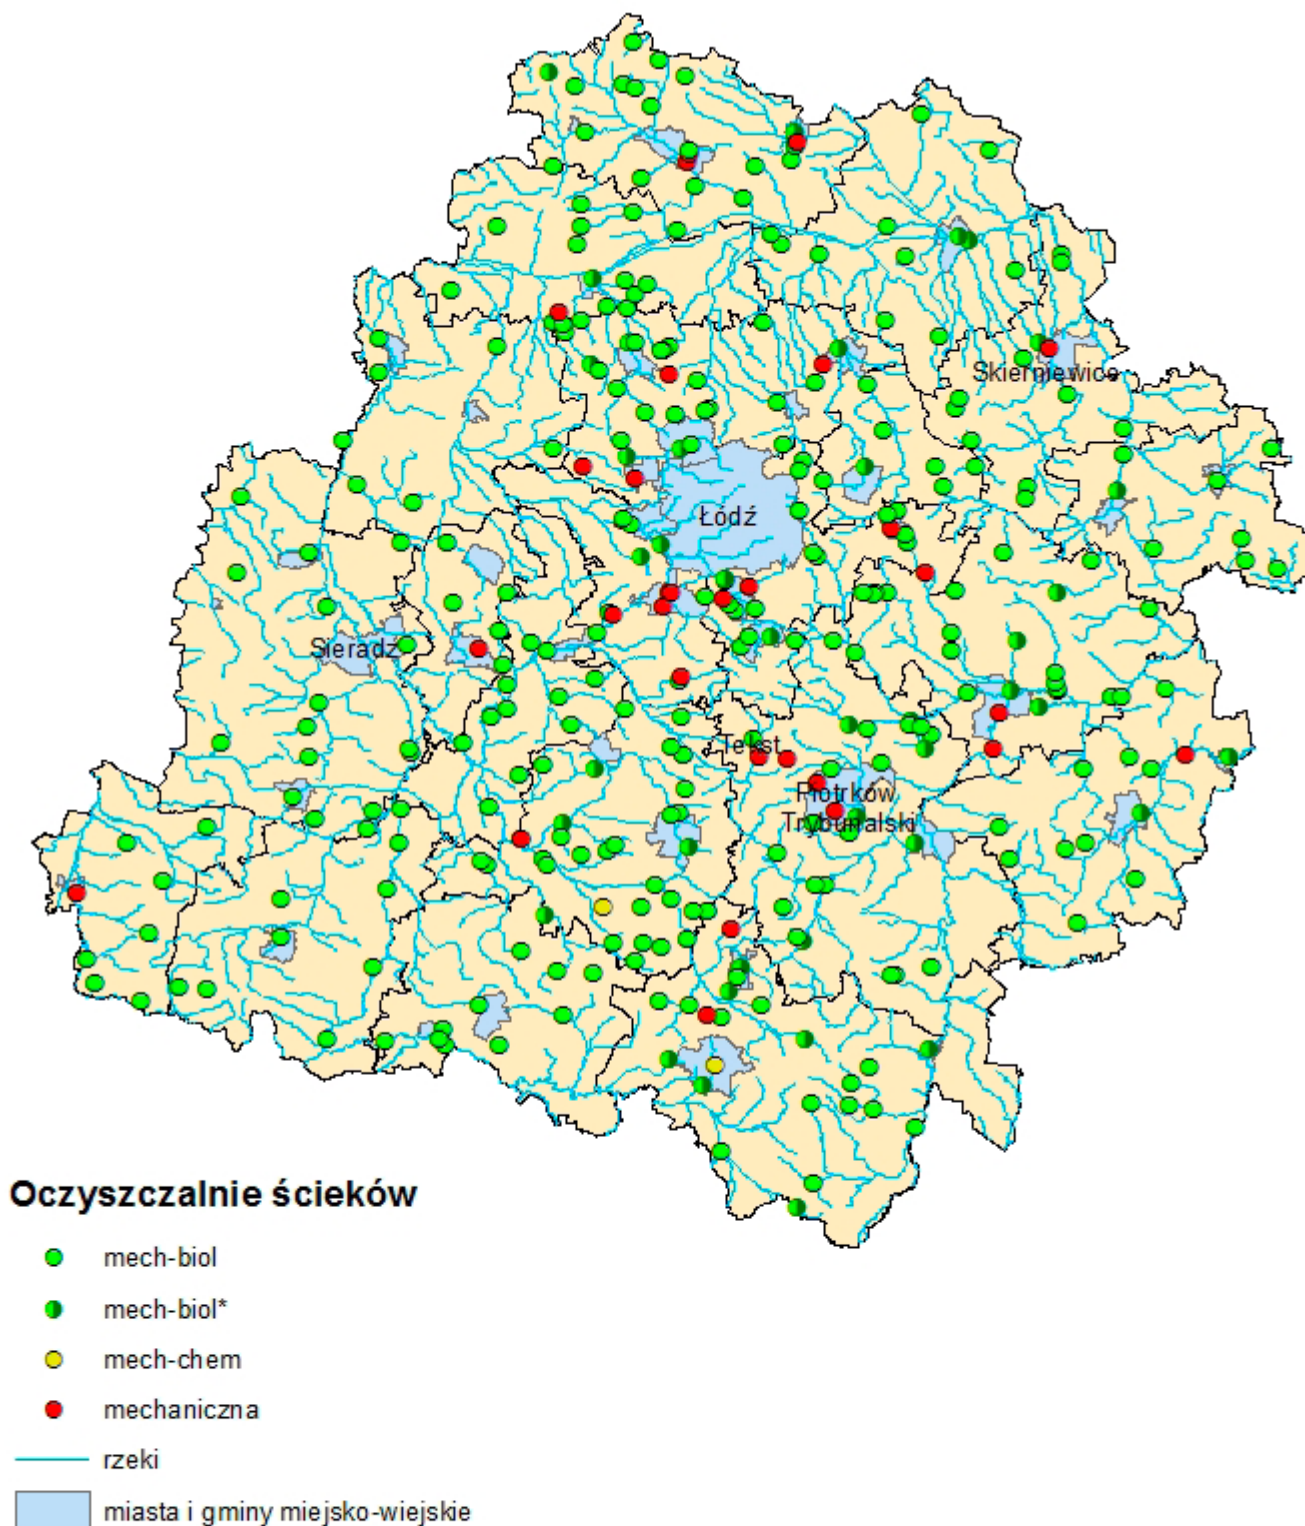 Skierniewice
Łódź
Sieradz
Tekst
Piotrków
Trybunalski
Oczyszczalnie ścieków
mech-biol
mech-biol*
mech-chem
mechaniczna
rzeki
miasta i gminy miejsko-wiejskie